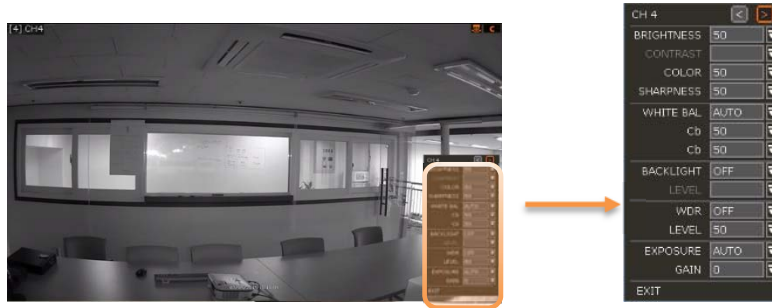 [4] CH4
C
CH 4 < >
BRIGHTNESS 50
CONTRAST
COLOR 50
SHARPNESS 50
WHITE BAL AUTO
Cb 50
Cb 50
BACKLIGHT OFF
LEVEL
WDR OFF
LEVEL 50
EXPOSURE AUTO
GAIN 0
EXIT